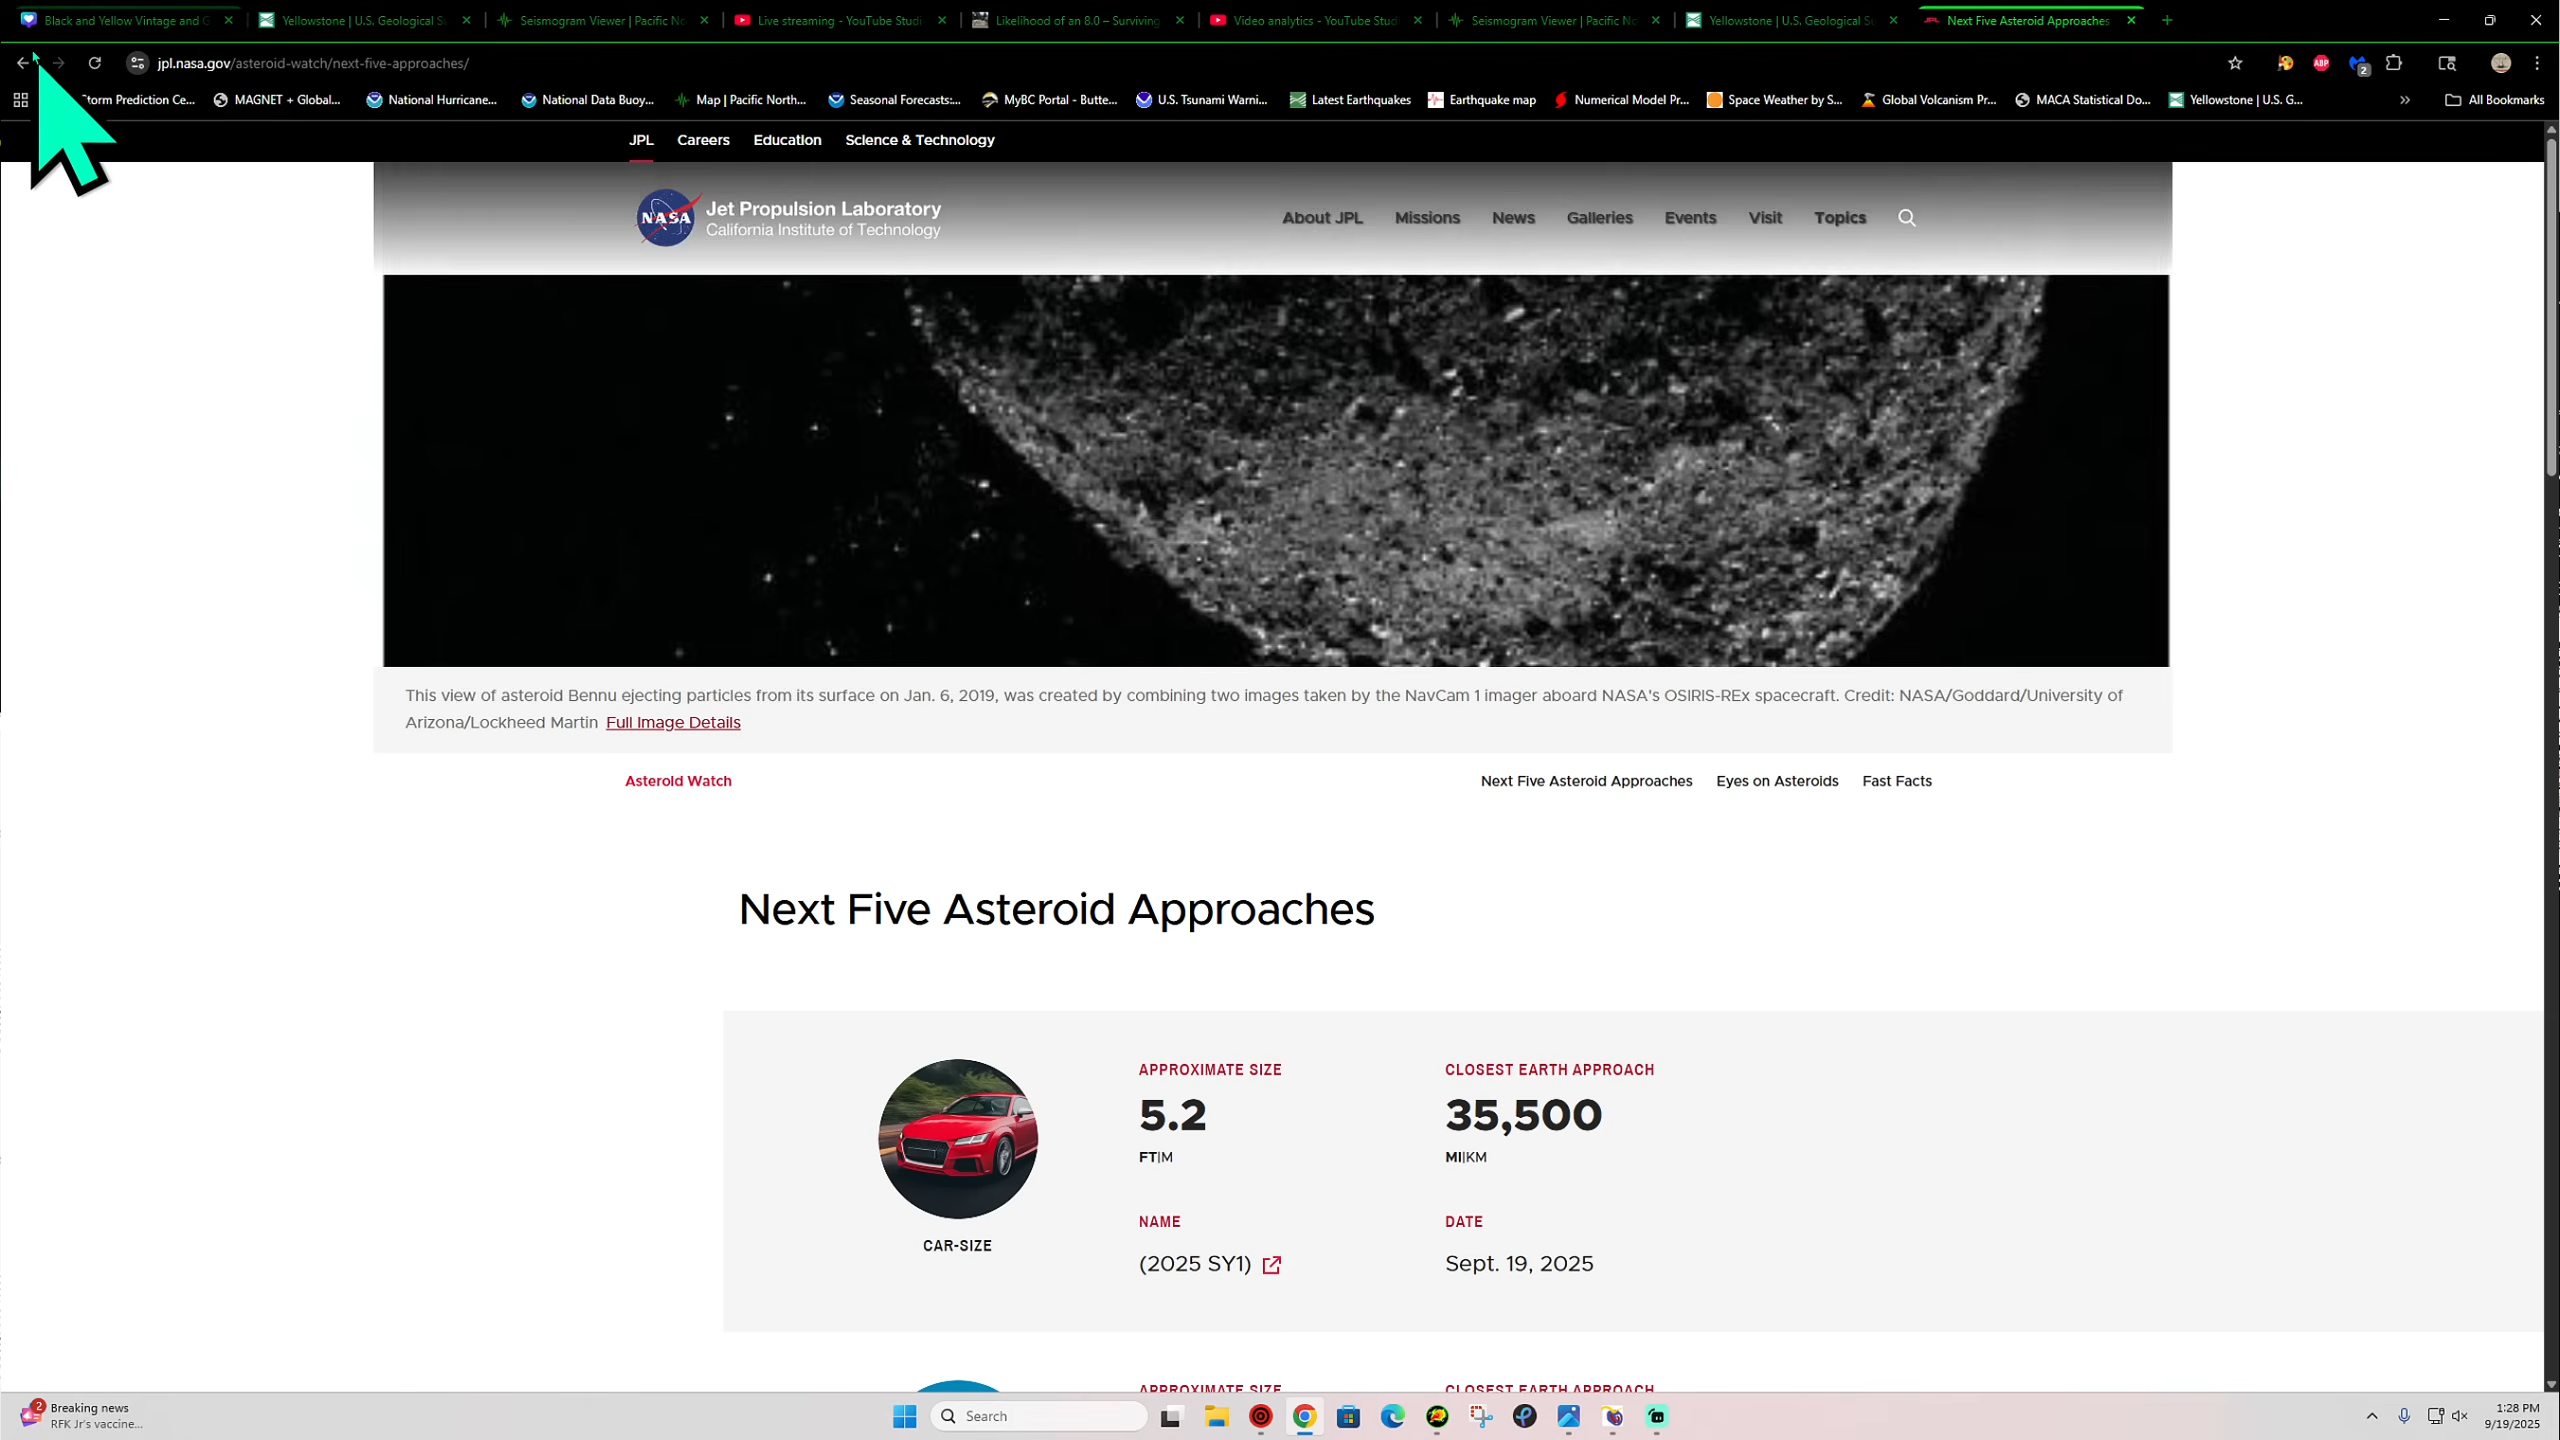 Black and Yellow Vintage and G
Yellowstone | U.S. Geological Su
Seismogram Viewer | Pacific No
Live streaming - YouTube Studi
Likelihood of an 8.0 – Surviving
Video analytics - YouTube Stud
Seismogram Viewer | Pacific No
Yellowstone | U.S. Geological Su
Next Five Asteroid Approaches
jpl.nasa.gov/asteroid-watch/next-five-approaches/
ABP
2
Storm Prediction Ce...
MAGNET + Global...
National Hurricane...
National Data Buoy...
Map | Pacific North...
Seasonal Forecasts:...
MyBC Portal - Butte...
U.S. Tsunami Warni...
Latest Earthquakes
Earthquake map
Numerical Model Pr...
Space Weather by S...
Global Volcanism Pr...
MACA Statistical Do...
Yellowstone | U.S. G...
All Bookmarks
JPL Careers Education Science & Technology
NASA
Jet Propulsion Laboratory
California Institute of Technology
About JPL Missions News Galleries Events Visit Topics
This view of asteroid Bennu ejecting particles from its surface on Jan. 6, 2019, was created by combining two images taken by the NavCam 1 imager aboard NASA's OSIRIS-REx spacecraft. Credit: NASA/Goddard/University of
Arizona/Lockheed Martin Full Image Details
Asteroid Watch
Next Five Asteroid Approaches Eyes on Asteroids Fast Facts
Next Five Asteroid Approaches
APPROXIMATE SIZE
5.2
FT|M
CLOSEST EARTH APPROACH
35,500
MI|KM
CAR-SIZE
NAME
(2025 SY1)
DATE
Sept. 19, 2025
APPROXIMATE SIZE
CLOSEST EARTH APPROACH
2
Breaking news
RFK Jr's vaccine...
Search
1:28 PM
9/19/2025